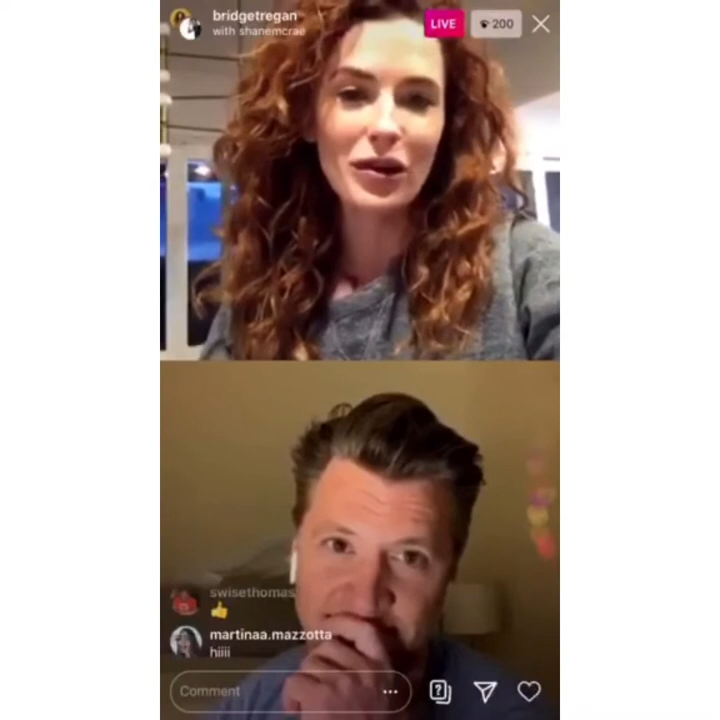 bridgetregan
with shanemcrae
LIVE
200
swisethomas
martinaa.mazzotta
hiiii
Comment